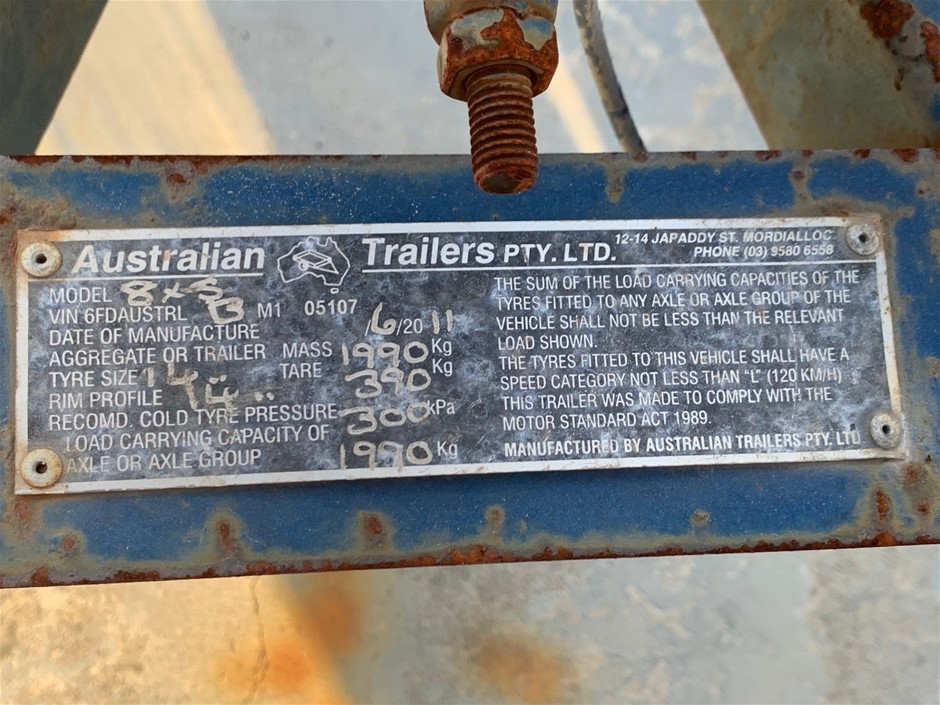 Australian Trailers PTY. LTD.
12-14 JAPADDY ST. MORDIALLOC
PHONE (03) 9580 6556
MODEL 8 x 5
VIN 6FDAUSTRL B M1 05107
DATE OF MANUFACTURE /6/2011
AGGREGATE OR TRAILER MASS 1990 Kg
TYRE SIZE 14 TARE 390 Kg
RIM PROFILE 14"
RECOMD. COLD TYRE PRESSURE 300 kPa
LOAD CARRYING CAPACITY OF
AXLE OR AXLE GROUP 1990 Kg
THE SUM OF THE LOAD CARRYING CAPACITIES OF THE
TYRES FITTED TO ANY AXLE OR AXLE GROUP OF THE
VEHICLE SHALL NOT BE LESS THAN THE RELEVANT
LOAD SHOWN.
THE TYRES FITTED TO THIS VEHICLE SHALL HAVE A
SPEED CATEGORY NOT LESS THAN "L" (120 KM/H)
THIS TRAILER WAS MADE TO COMPLY WITH THE
MOTOR STANDARD ACT 1989.
MANUFACTURED BY AUSTRALIAN TRAILERS PTY. LTD